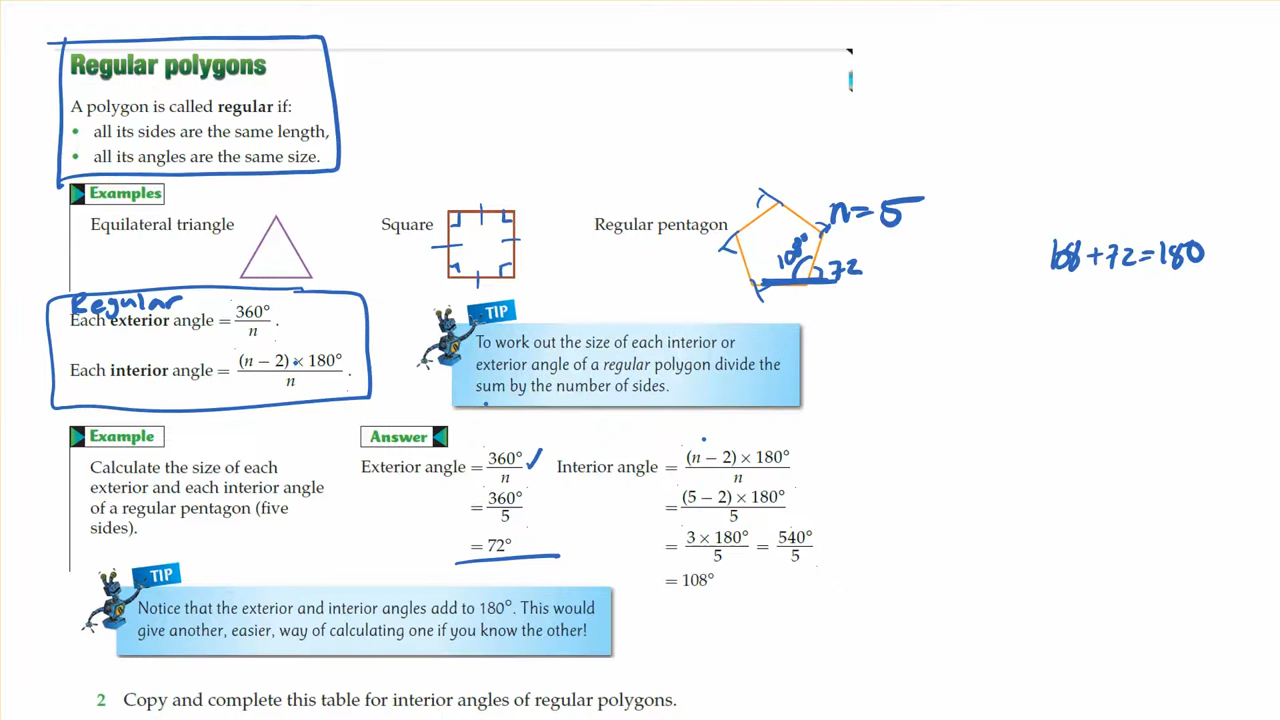 Regular polygons
A polygon is called regular if:
• all its sides are the same length,
• all its angles are the same size.
Examples
Equilateral triangle
Square
Regular pentagon
n = 5
108°
72
108 + 72 = 180
Regular
Each exterior angle = 360°/n .
Each interior angle = (n − 2) × 180°/n .
TIP
To work out the size of each interior or
exterior angle of a regular polygon divide the
sum by the number of sides.
Example
Calculate the size of each
exterior and each interior angle
of a regular pentagon (five
sides).
Answer
Exterior angle = 360°/n ✓
= 360°/5
= 72°
Interior angle = (n − 2) × 180°/n
= (5 − 2) × 180°/5
= 3 × 180°/5 = 540°/5
= 108°
TIP
Notice that the exterior and interior angles add to 180°. This would
give another, easier, way of calculating one if you know the other!
2 Copy and complete this table for interior angles of regular polygons.